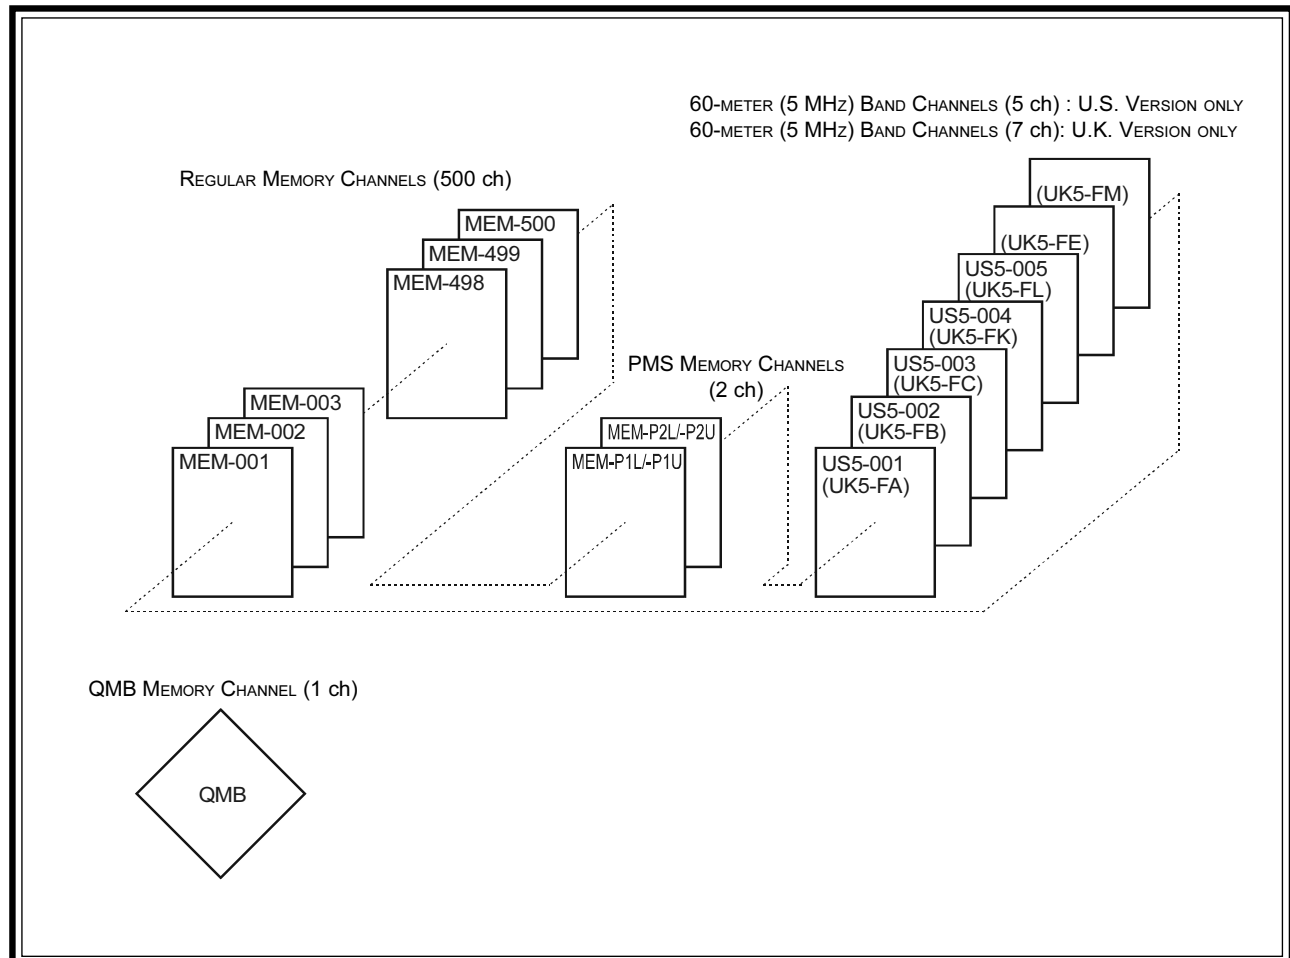 60-METER (5 MHZ) BAND CHANNELS (5 ch) : U.S. VERSION ONLY
60-METER (5 MHZ) BAND CHANNELS (7 ch): U.K. VERSION ONLY
REGULAR MEMORY CHANNELS (500 ch)
MEM-500
MEM-499
MEM-498
MEM-003
MEM-002
MEM-001
PMS MEMORY CHANNELS
(2 ch)
MEM-P2L/-P2U
MEM-P1L/-P1U
(UK5-FM)
(UK5-FE)
US5-005
(UK5-FL)
US5-004
(UK5-FK)
US5-003
(UK5-FC)
US5-002
(UK5-FB)
US5-001
(UK5-FA)
QMB MEMORY CHANNEL (1 ch)
QMB